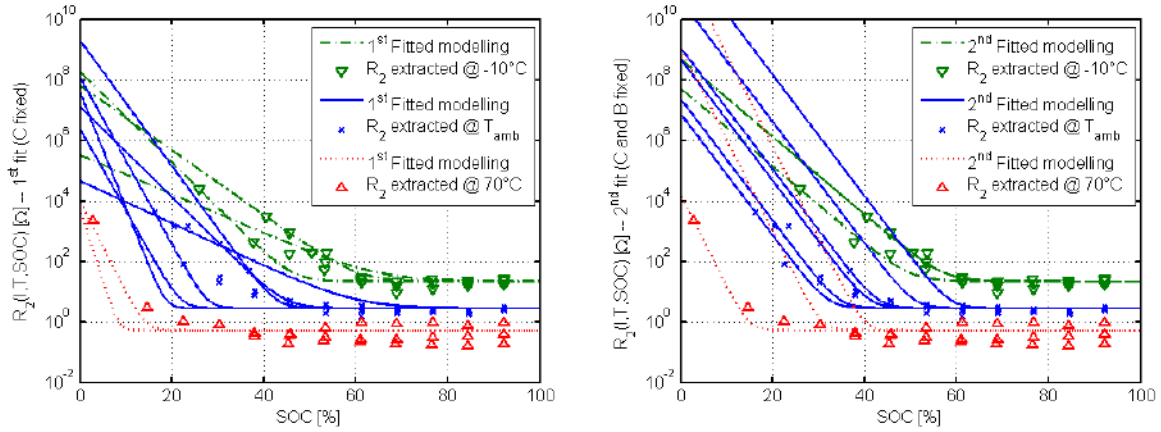 R2(I,T,SOC) [Ω] -- 1st fit (C fixed)
10^10
10^8
10^6
10^4
10^2
10^0
10^-2
0 20 40 60 80 100
SOC [%]
1st Fitted modelling
R2 extracted @ -10°C
1st Fitted modelling
R2 extracted @ Tamb
1st Fitted modelling
R2 extracted @ 70°C
R2(I,T,SOC) [Ω] -- 2nd fit (C and B fixed)
10^10
10^8
10^6
10^4
10^2
10^0
10^-2
0 20 40 60 80 100
SOC [%]
2nd Fitted modelling
R2 extracted @ -10°C
2nd Fitted modelling
R2 extracted @ Tamb
2nd Fitted modelling
R2 extracted @ 70°C